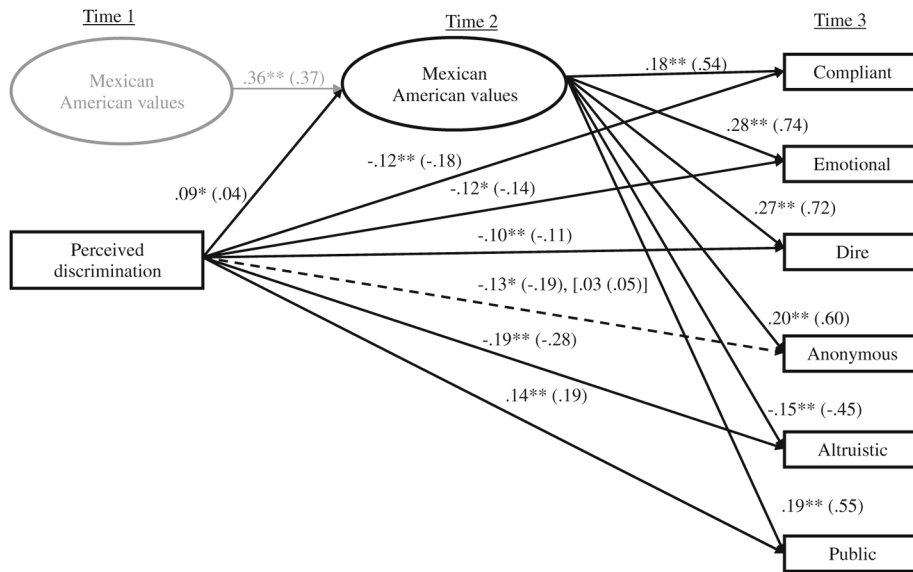 Time 1
Time 2
Time 3
Mexican
American values
.36** (.37)
Mexican
American values
.18** (.54)
Compliant
.28** (.74)
Emotional
-.12** (-.18)
-.12* (-.14)
.09* (.04)
.27** (.72)
Perceived
discrimination
-.10** (-.11)
Dire
-.13* (-.19), [.03 (.05)]
.20** (.60)
Anonymous
-.19** (-.28)
.14** (.19)
-.15** (-.45)
Altruistic
.19** (.55)
Public